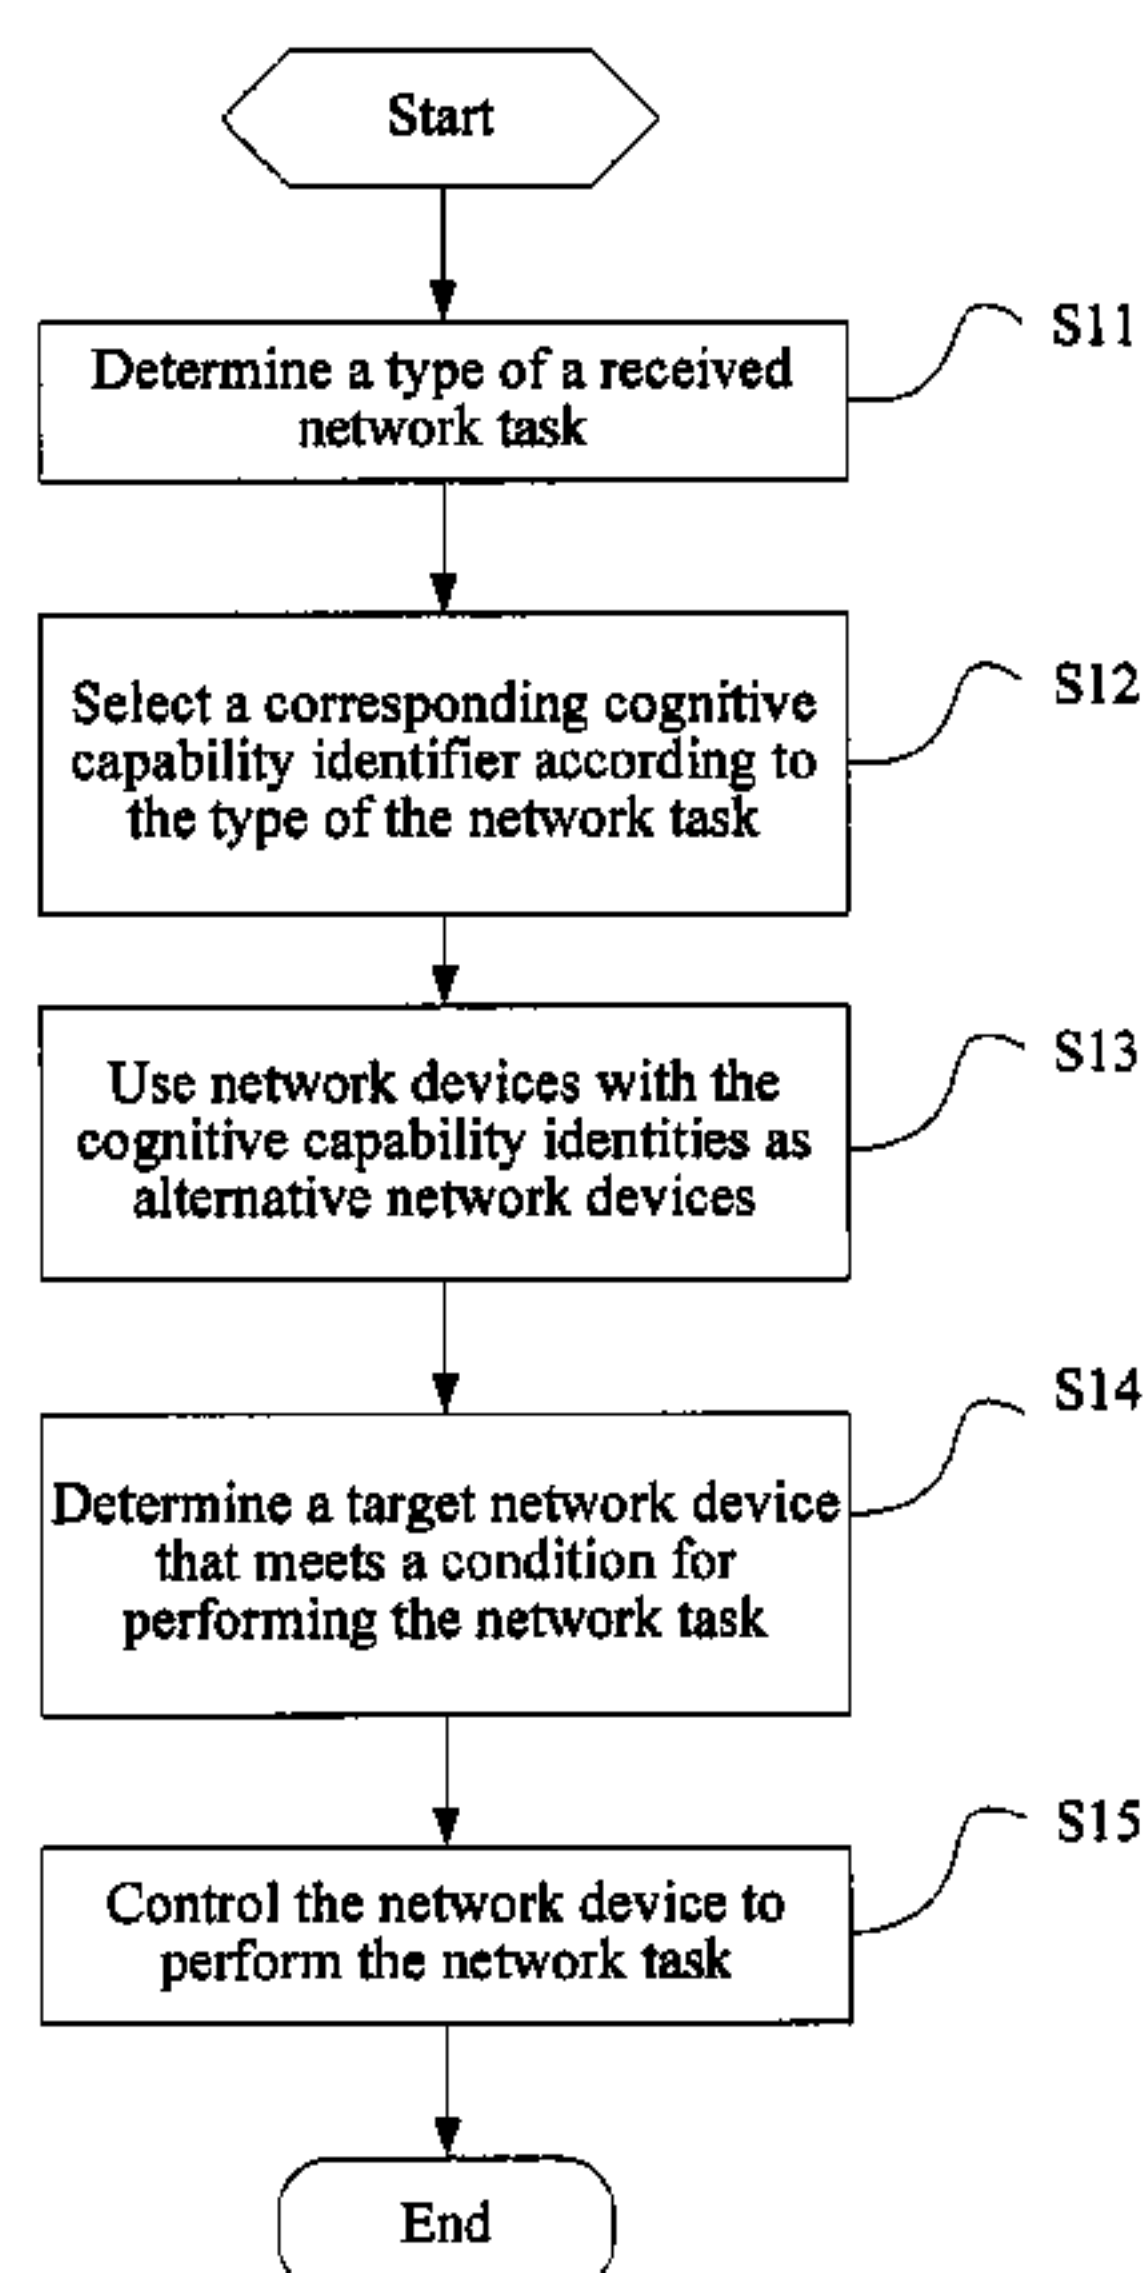 Start
S11
Determine a type of a received
network task
S12
Select a corresponding cognitive
capability identifier according to
the type of the network task
S13
Use network devices with the
cognitive capability identities as
alternative network devices
S14
Determine a target network device
that meets a condition for
performing the network task
S15
Control the network device to
perform the network task
End